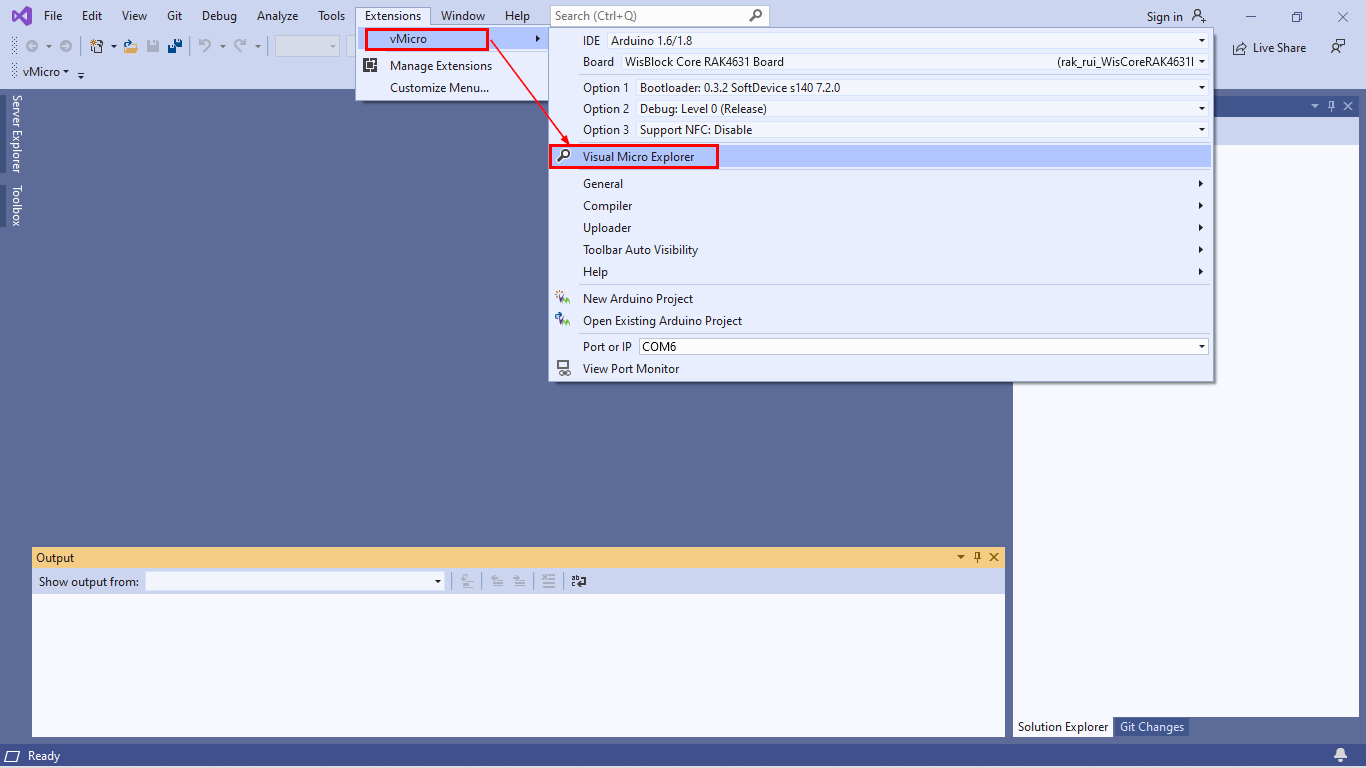 File Edit View Git Debug Analyze Tools Extensions Window Help Search (Ctrl+Q) Sign in
Live Share
vMicro
vMicro
Manage Extensions
Customize Menu...
IDE Arduino 1.6/1.8
Board WisBlock Core RAK4631 Board (rak_rui_WisCoreRAK4631l
Option 1 Bootloader: 0.3.2 SoftDevice s140 7.2.0
Option 2 Debug: Level 0 (Release)
Option 3 Support NFC: Disable
Visual Micro Explorer
General
Compiler
Uploader
Toolbar Auto Visibility
Help
New Arduino Project
Open Existing Arduino Project
Port or IP COM6
View Port Monitor
Server Explorer
Toolbox
Output
Show output from:
Solution Explorer Git Changes
Ready